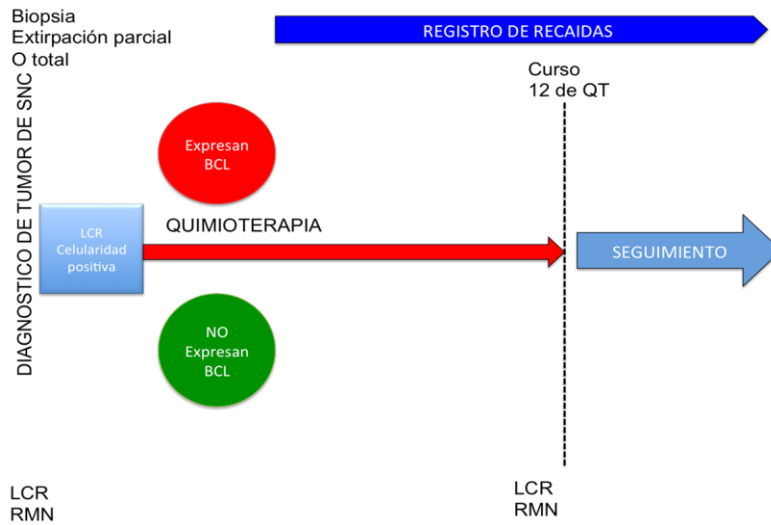 Biopsia
Extirpación parcial
O total
REGISTRO DE RECAIDAS
Curso
12 de QT
DIAGNOSTICO DE TUMOR DE SNC
Expresan
BCL
LCR
Celularidad
positiva
QUIMIOTERAPIA
SEGUIMIENTO
NO
Expresan
BCL
LCR
RMN
LCR
RMN